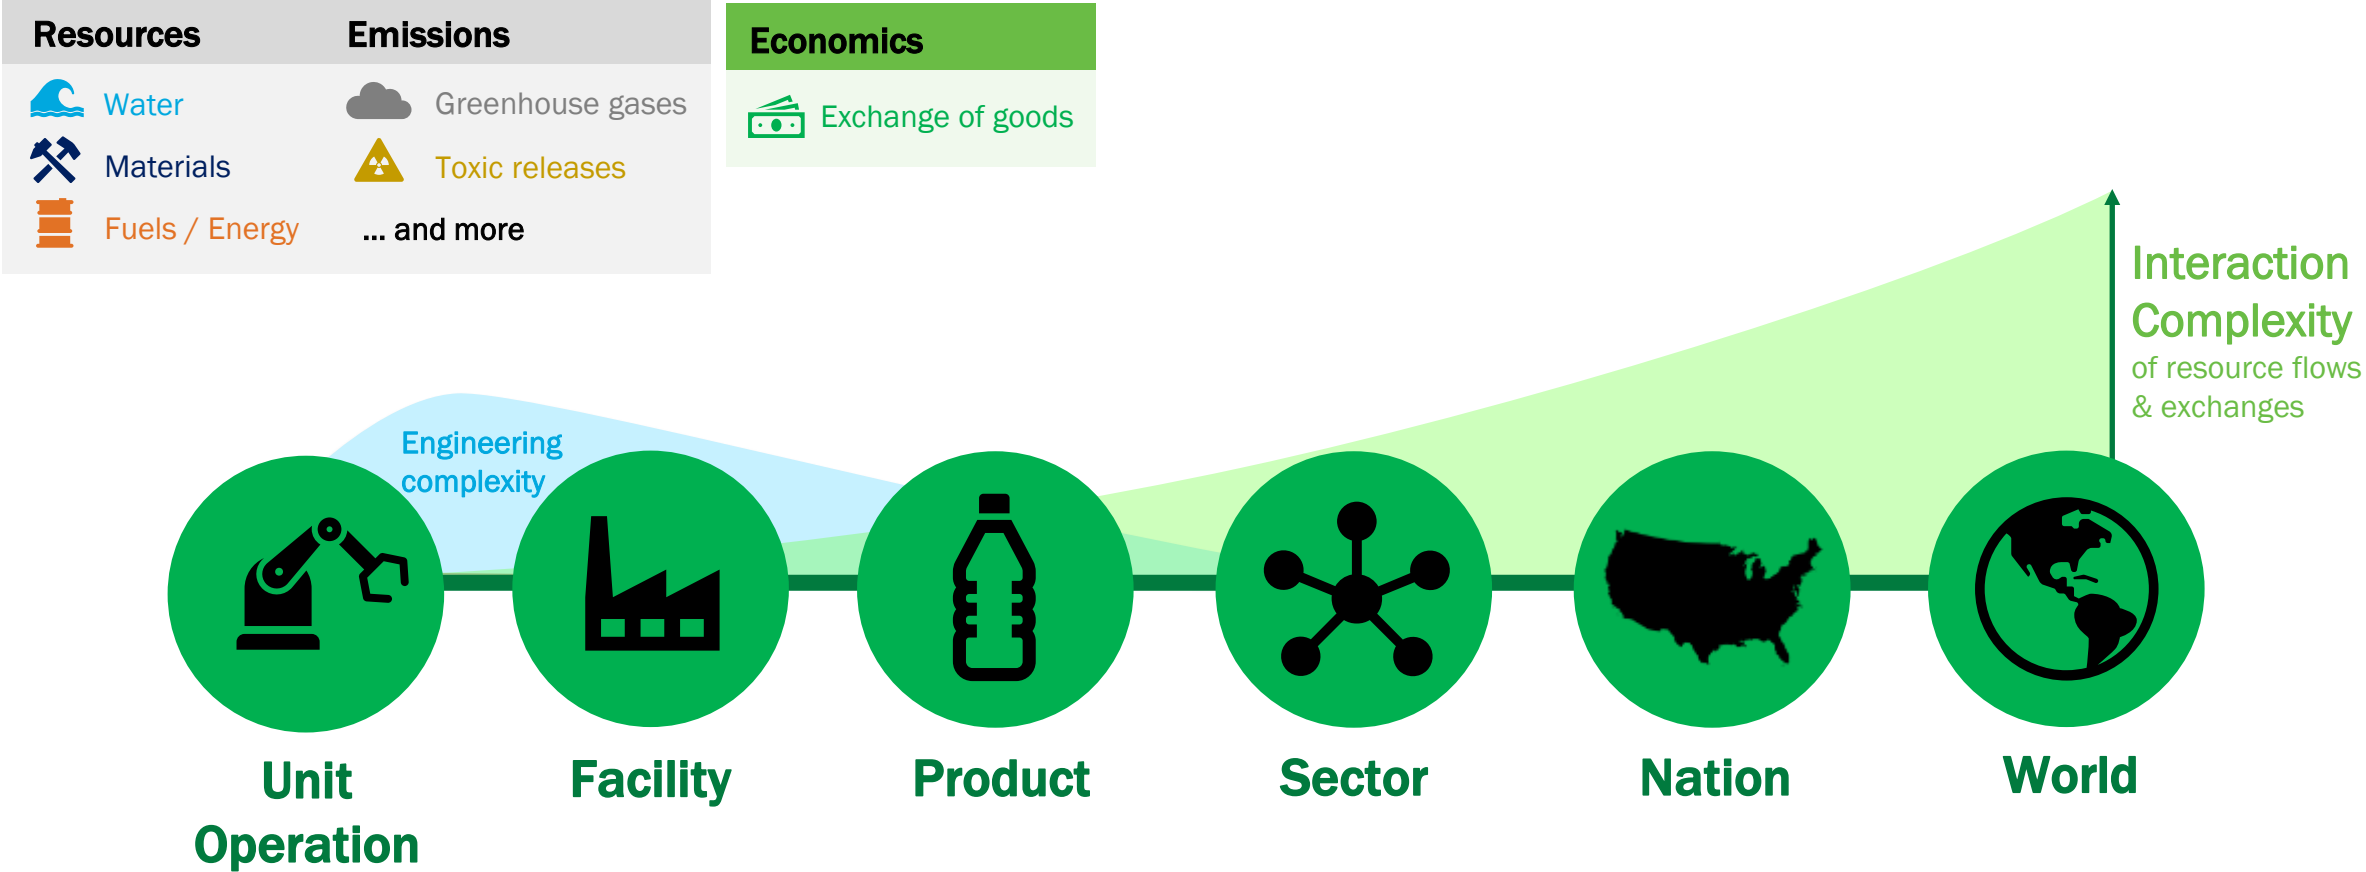 Resources
Emissions
Water
Greenhouse gases
Materials
Toxic releases
Fuels / Energy
... and more
Economics
Exchange of goods
Interaction
Complexity
of resource flows
& exchanges
Engineering
complexity
Unit
Operation
Facility
Product
Sector
Nation
World